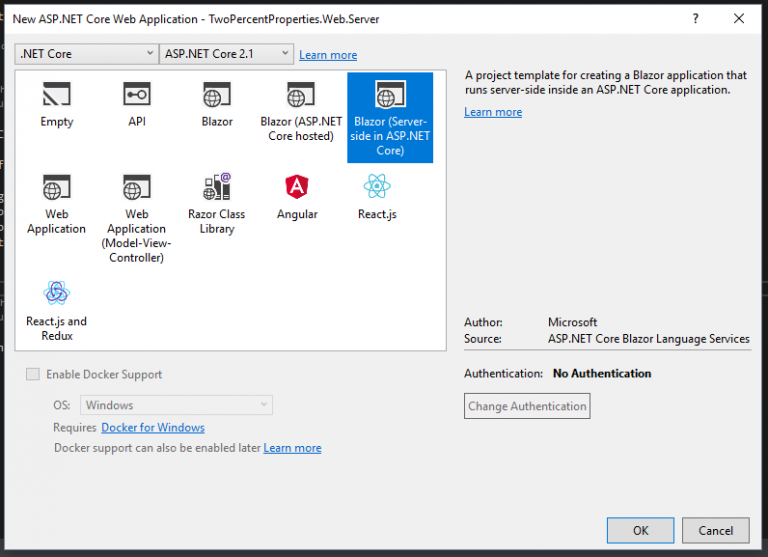 New ASP.NET Core Web Application - TwoPercentProperties.Web.Server
.NET Core
ASP.NET Core 2.1
Learn more
Empty
API
Blazor
Blazor (ASP.NET
Core hosted)
Blazor (Server-
side in ASP.NET
Core)
Web
Application
Web
Application
(Model-View-
Controller)
Razor Class
Library
Angular
React.js
React.js and
Redux
A project template for creating a Blazor application that
runs server-side inside an ASP.NET Core application.
Learn more
Author: Microsoft
Source: ASP.NET Core Blazor Language Services
Authentication: No Authentication
Change Authentication
Enable Docker Support
OS: Windows
Requires Docker for Windows
Docker support can also be enabled later Learn more
OK
Cancel